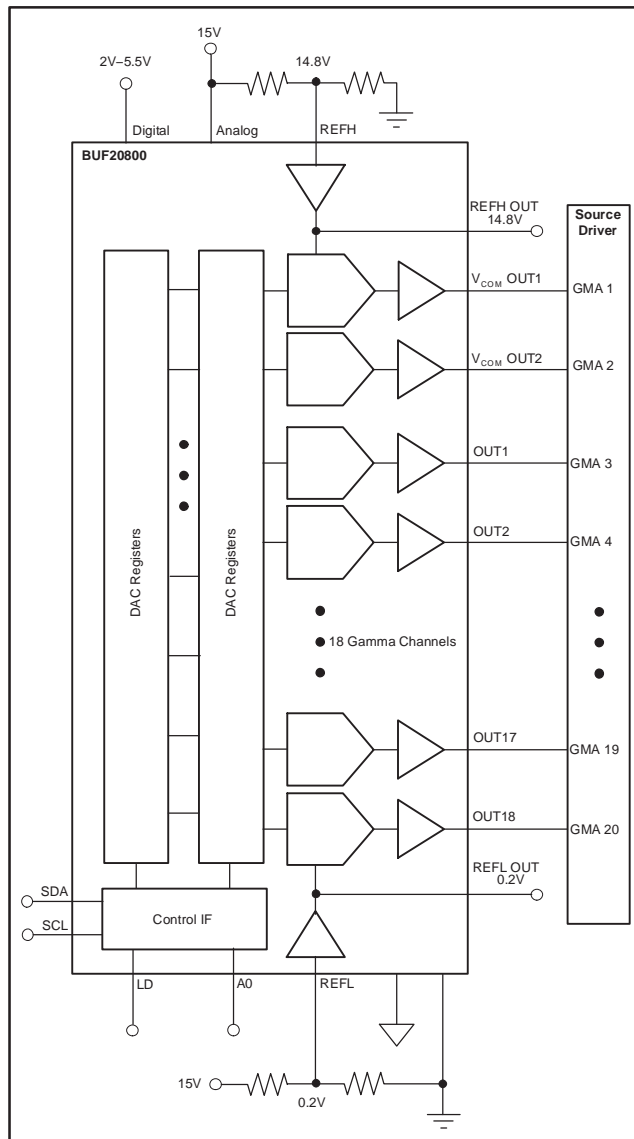 15V
2V–5.5V
14.8V
Digital
Analog
REFH
BUF20800
REFH OUT
14.8V
Source
Driver
VCOM OUT1
GMA 1
VCOM OUT2
GMA 2
OUT1
GMA 3
OUT2
GMA 4
DAC Registers
DAC Registers
18 Gamma Channels
OUT17
GMA 19
OUT18
GMA 20
REFL OUT
0.2V
SDA
SCL
Control IF
LD
A0
REFL
15V
0.2V